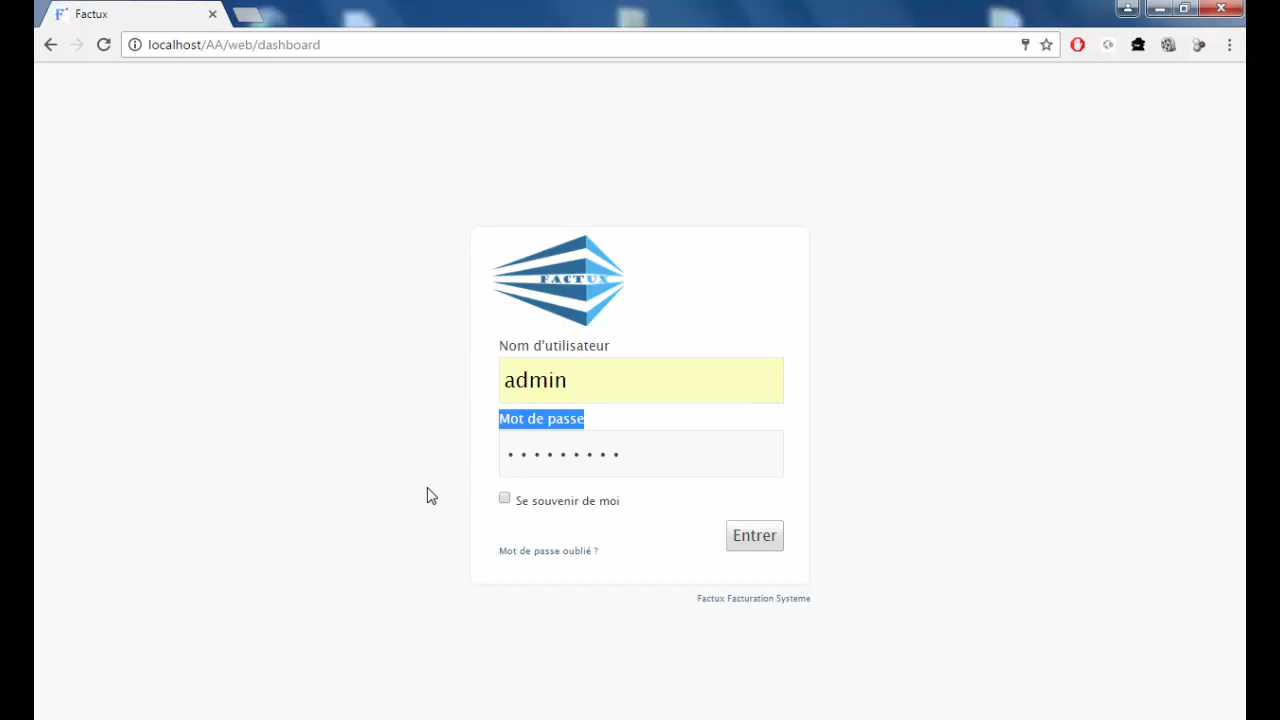 Factux
localhost/AA/web/dashboard
FACTUX
Nom d'utilisateur
admin
Mot de passe
Se souvenir de moi
Entrer
Mot de passe oublié ?
Factux Facturation Systeme